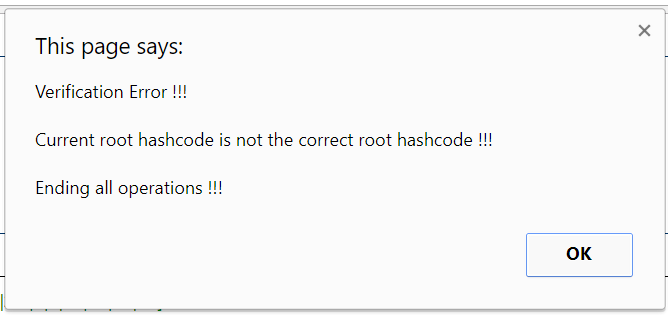 This page says:
Verification Error !!!
Current root hashcode is not the correct root hashcode !!!
Ending all operations !!!
OK